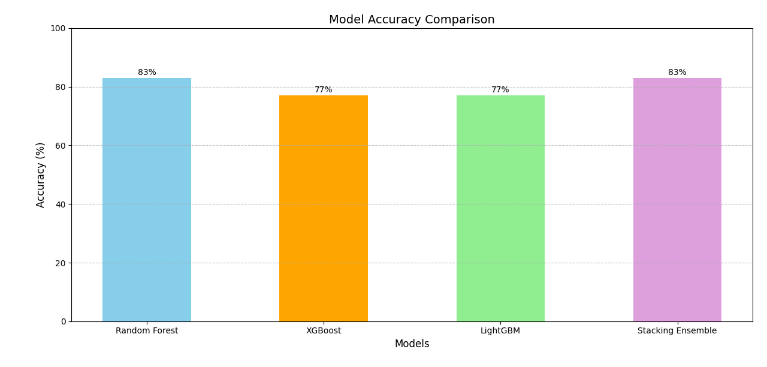 Model Accuracy Comparison
100
80
60
40
20
0
Accuracy (%)
83%
77%
77%
83%
Random Forest
XGBoost
LightGBM
Stacking Ensemble
Models